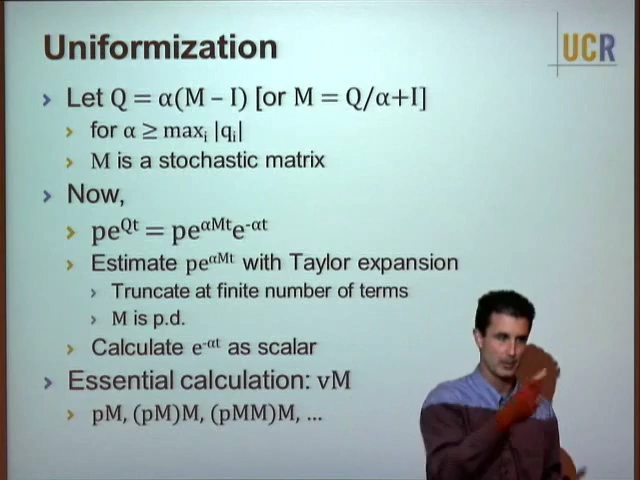 Uniformization
UCR
› Let Q = α(M – I) [or M = Q/α+I]
› for α ≥ maxᵢ |qᵢ|
› M is a stochastic matrix
› Now,
› pe^Qt = pe^αMt e^-αt
› Estimate pe^αMt with Taylor expansion
› Truncate at finite number of terms
› M is p.d.
› Calculate e^-αt as scalar
› Essential calculation: vM
› pM, (pM)M, (pMM)M, ...